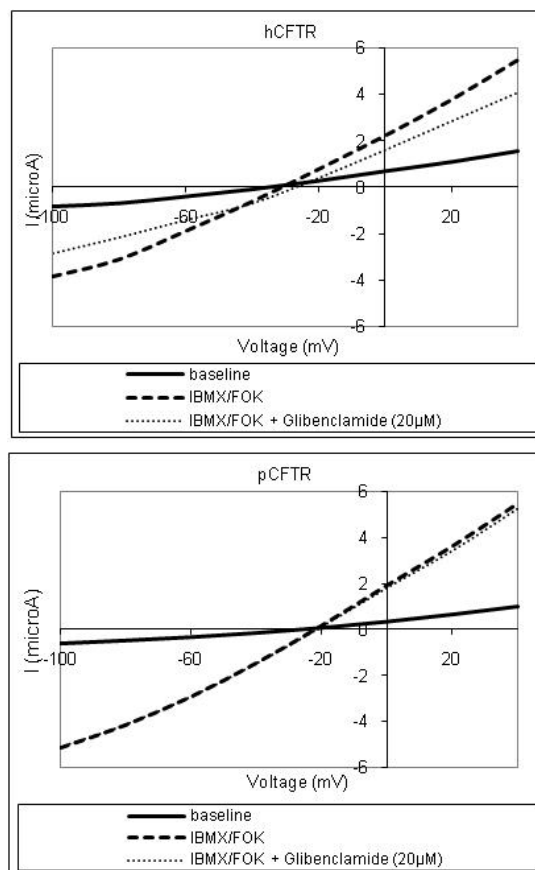 hCFTR
6
4
2
0
-100 -60 -20 20
-2
-4
-6
I (microA)
Voltage (mV)
baseline
IBMX/FOK
IBMX/FOK + Glibenclamide (20µM)
pCFTR
6
4
2
0
-100 -60 -20 20
-2
-4
-6
I (microA)
Voltage (mV)
baseline
IBMX/FOK
IBMX/FOK + Glibenclamide (20µM)